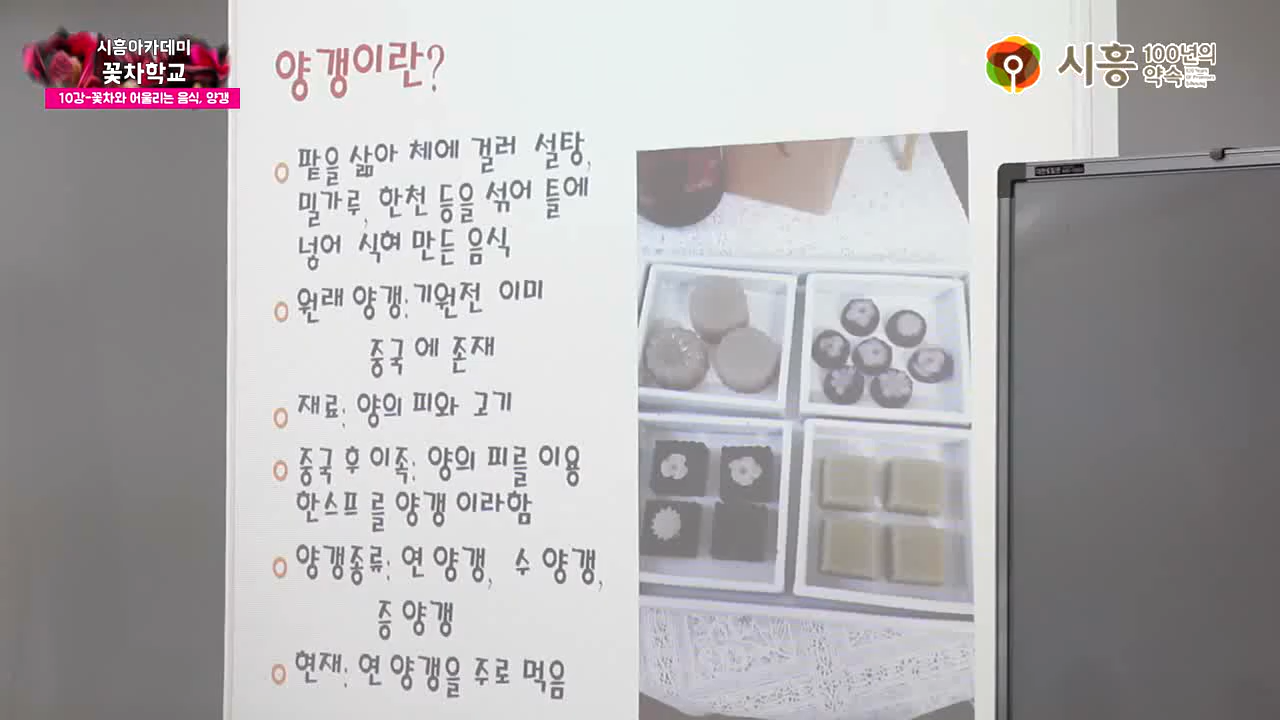 시흥아카데미
꽃차학교
10강-꽃차와 어울리는 음식, 양갱
시흥 100년의
약속
양갱이란?
팥을 삶아 체에 걸러 설탕,
밀가루, 한천 등을 섞어 틀에
넣어 식혀 만든 음식
원래 양갱: 기원전 이미
중국에 존재
재료: 양의 피와 고기
중국 후 이족: 양의 피를 이용
한스프를 양갱 이라함
양갱종류: 연 양갱, 수 양갱,
증 양갱
현재: 연 양갱을 주로 먹음